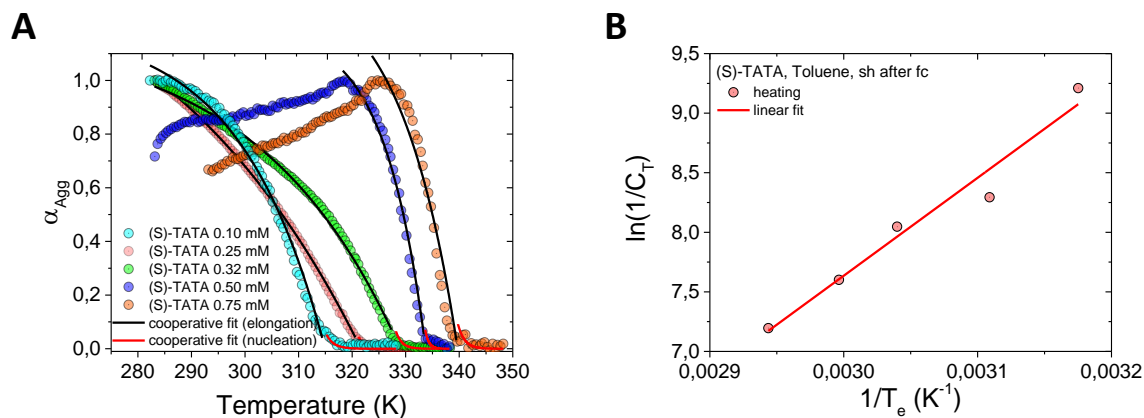 A
1,0
0,8
0,6
0,4
0,2
0,0
α_Agg
(S)-TATA 0.10 mM
(S)-TATA 0.25 mM
(S)-TATA 0.32 mM
(S)-TATA 0.50 mM
(S)-TATA 0.75 mM
cooperative fit (elongation)
cooperative fit (nucleation)
280 290 300 310 320 330 340 350
Temperature (K)
B
9,5
9,0
8,5
8,0
7,5
7,0
ln(1/C_T)
(S)-TATA, Toluene, sh after fc
heating
linear fit
0,0029 0,0030 0,0031 0,0032
1/T_e (K⁻¹)